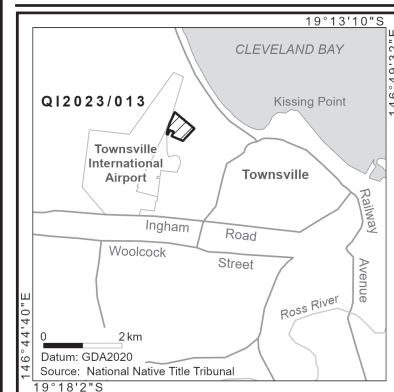 19°13'10"S
146°49'32"E
CLEVELAND BAY
QI2023/013
Kissing Point
Townsville
International
Airport
Townsville
Railway
Avenue
Ingham Road
Woolcock
Street
Ross River
146°44'40"E
0 2 km
Datum: GDA2020
Source: National Native Title Tribunal
19°18'2"S